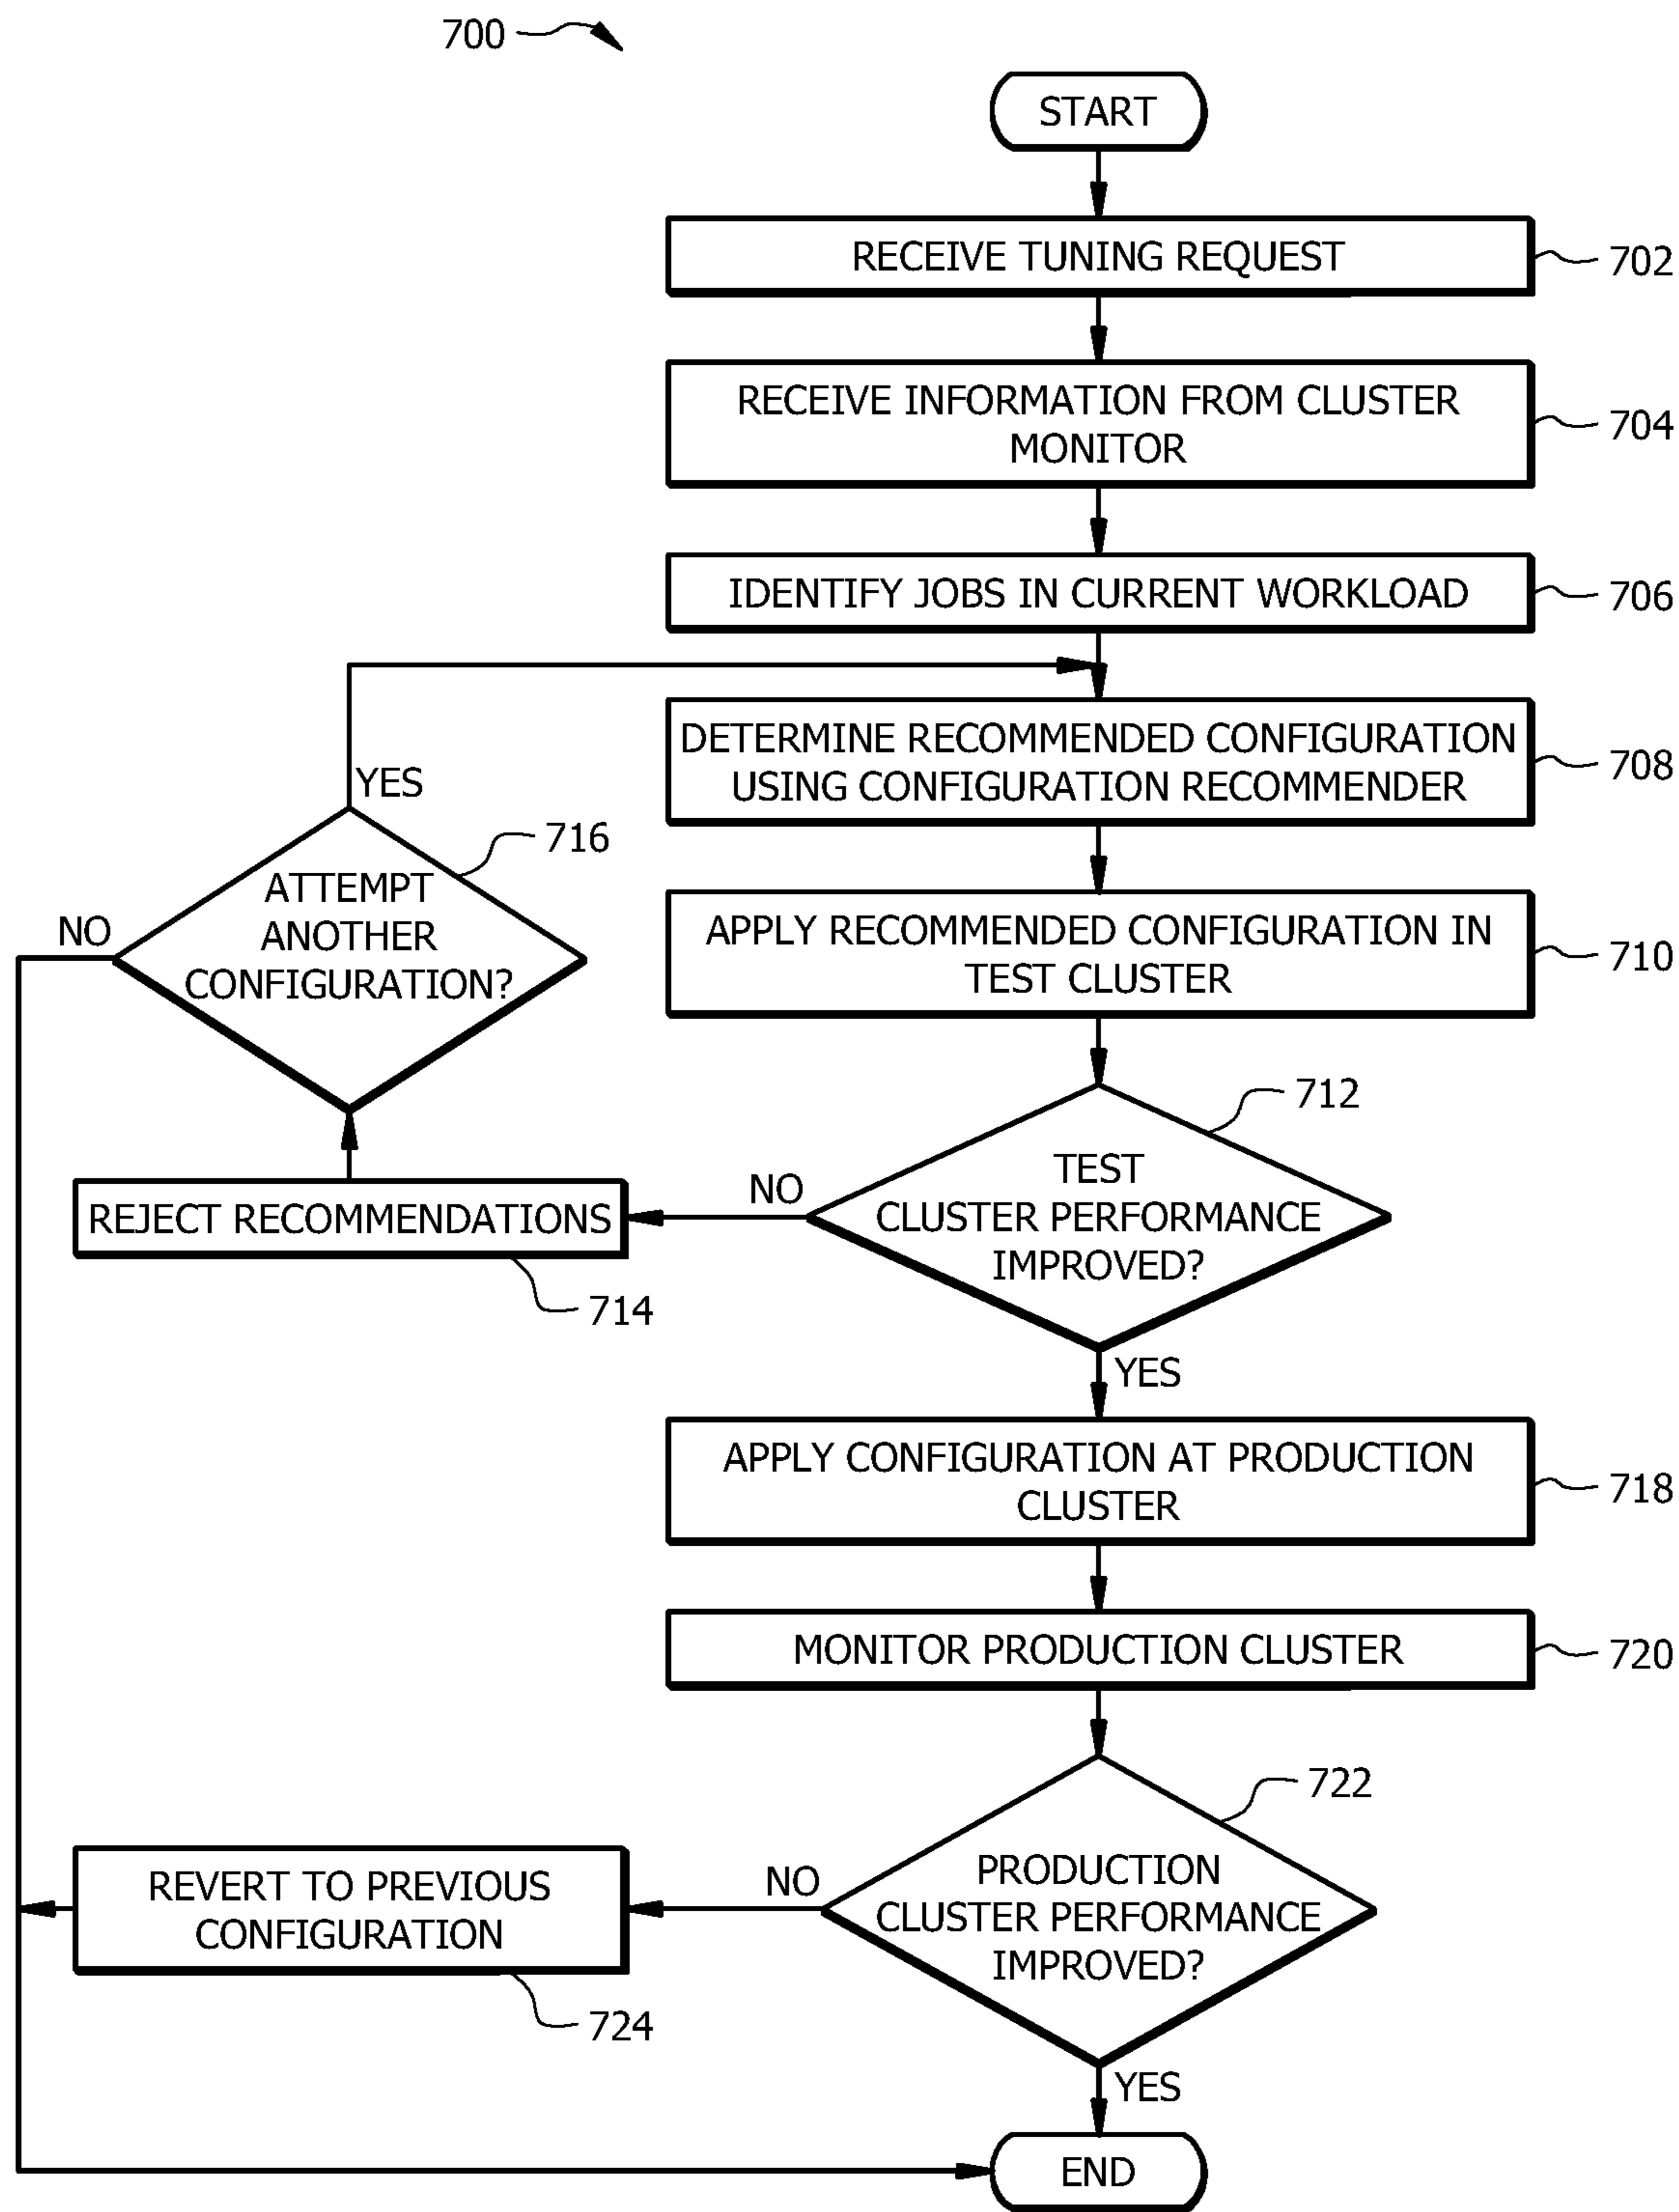 700
START
RECEIVE TUNING REQUEST
702
RECEIVE INFORMATION FROM CLUSTER
MONITOR
704
IDENTIFY JOBS IN CURRENT WORKLOAD
706
DETERMINE RECOMMENDED CONFIGURATION
USING CONFIGURATION RECOMMENDER
708
YES
716
ATTEMPT
ANOTHER
CONFIGURATION?
NO
APPLY RECOMMENDED CONFIGURATION IN
TEST CLUSTER
710
712
TEST
CLUSTER PERFORMANCE
IMPROVED?
NO
REJECT RECOMMENDATIONS
714
YES
APPLY CONFIGURATION AT PRODUCTION
CLUSTER
718
MONITOR PRODUCTION CLUSTER
720
722
PRODUCTION
CLUSTER PERFORMANCE
IMPROVED?
NO
REVERT TO PREVIOUS
CONFIGURATION
724
YES
END